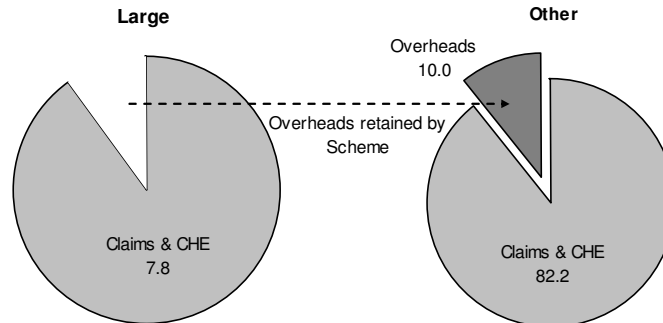 Large
Other
Overheads
10.0
Overheads retained by
Scheme
Claims & CHE
7.8
Claims & CHE
82.2